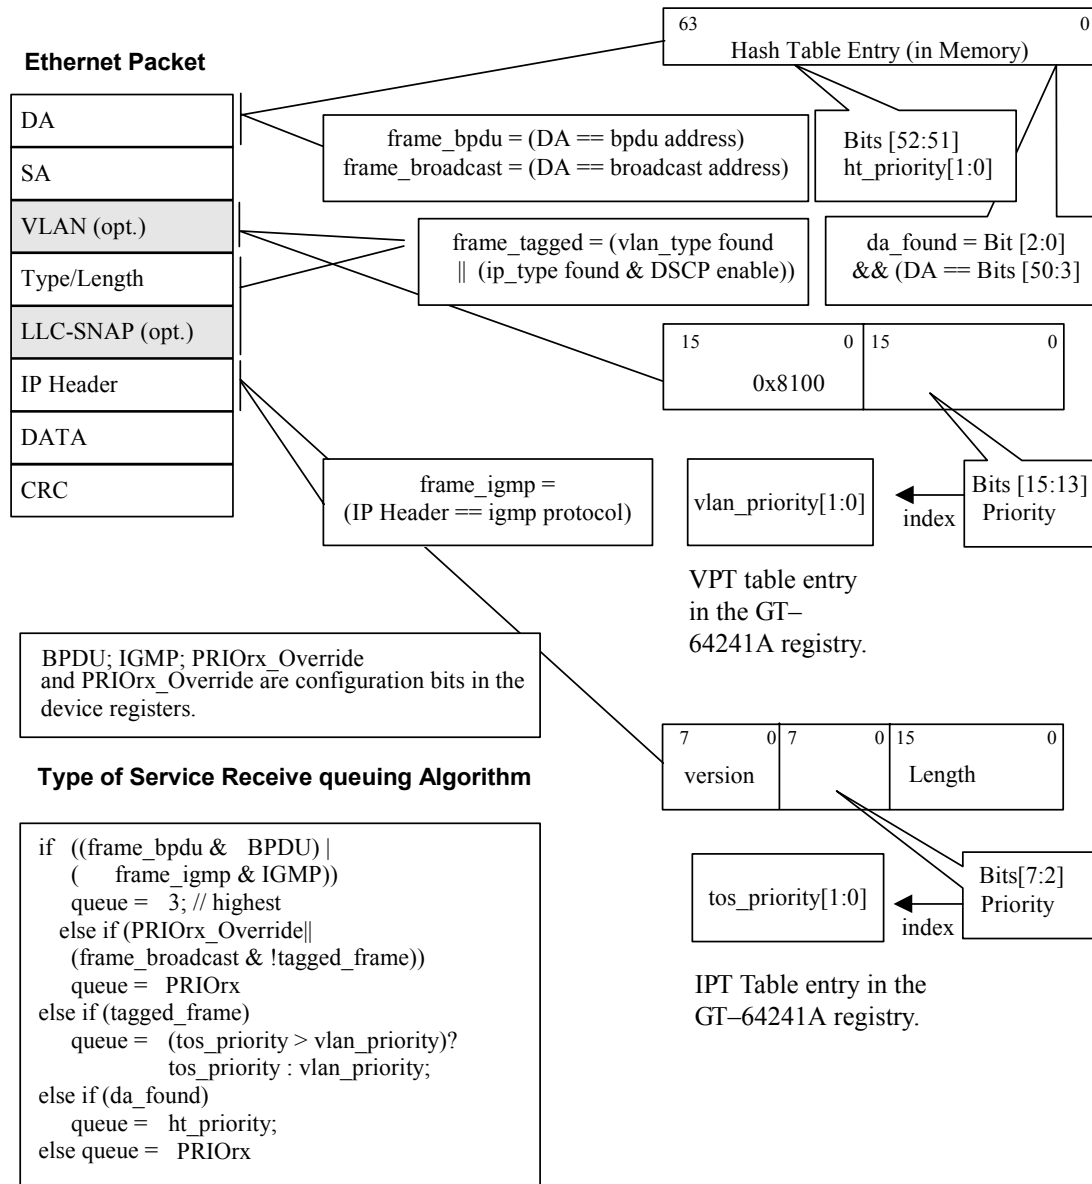 63 0
Hash Table Entry (in Memory)
Ethernet Packet
DA
SA
VLAN (opt.)
Type/Length
LLC-SNAP (opt.)
IP Header
DATA
CRC
frame_bpdu = (DA == bpdu address)
frame_broadcast = (DA == broadcast address)
Bits [52:51]
ht_priority[1:0]
frame_tagged = (vlan_type found
|| (ip_type found & DSCP enable))
da_found = Bit [2:0]
&& (DA == Bits [50:3]
15 0 15 0
0x8100
frame_igmp =
(IP Header == igmp protocol)
vlan_priority[1:0]
index
Bits [15:13]
Priority
VPT table entry
in the GT–
64241A registry.
BPDU; IGMP; PRIOrx_Override
and PRIOrx_Override are configuration bits in the
device registers.
7 0 7 0 15 0
version Length
Type of Service Receive queuing Algorithm
if ((frame_bpdu & BPDU) |
( frame_igmp & IGMP))
queue = 3; // highest
else if (PRIOrx_Override||
(frame_broadcast & !tagged_frame))
queue = PRIOrx
else if (tagged_frame)
queue = (tos_priority > vlan_priority)?
tos_priority : vlan_priority;
else if (da_found)
queue = ht_priority;
else queue = PRIOrx
tos_priority[1:0]
index
Bits[7:2]
Priority
IPT Table entry in the
GT–64241A registry.